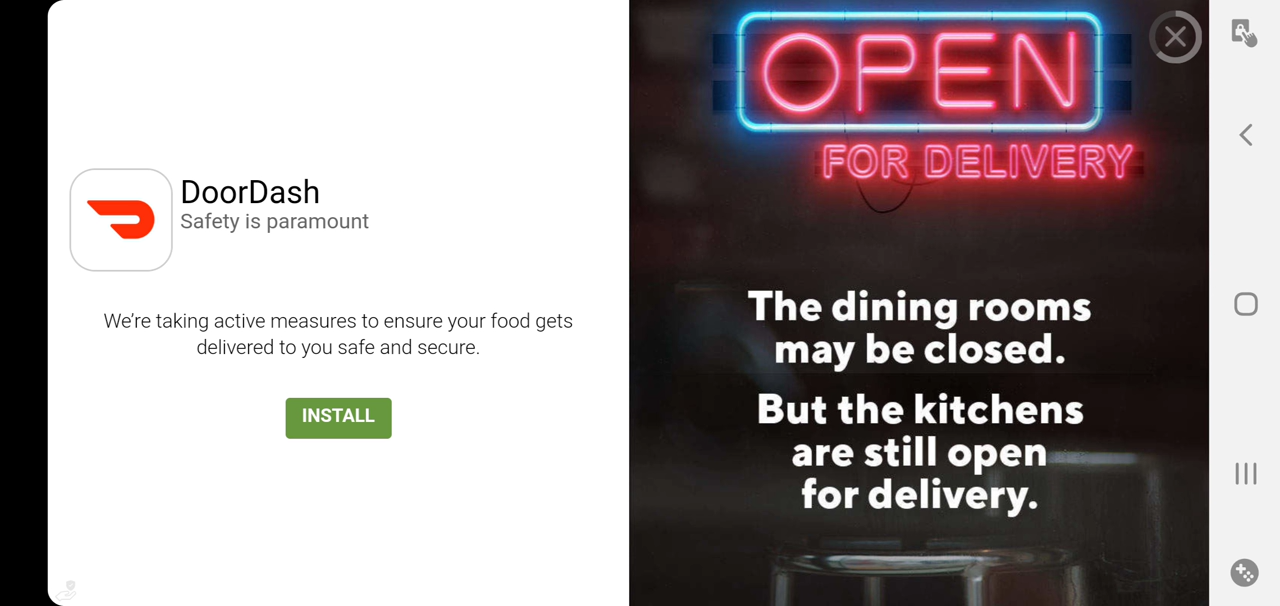 DoorDash
Safety is paramount
We’re taking active measures to ensure your food gets
delivered to you safe and secure.
INSTALL
OPEN
FOR DELIVERY
The dining rooms
may be closed.
But the kitchens
are still open
for delivery.